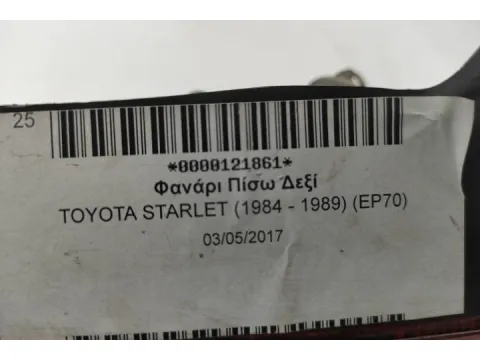 25
*0000121861*
Φανάρι Πίσω Δεξί
TOYOTA STARLET (1984 - 1989) (EP70)
03/05/2017